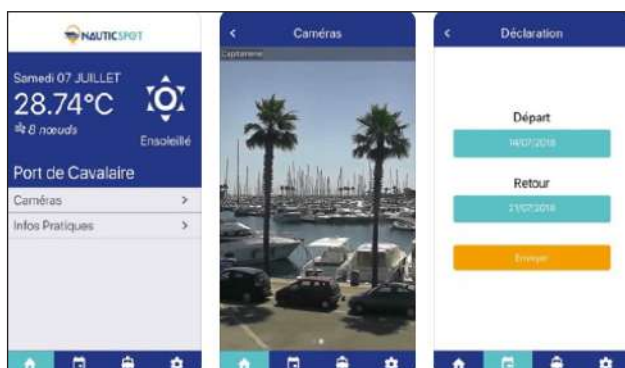 NAUTICSPOT
Samedi 07 JUILLET
28.74°C
8 nœuds
Ensoleillé
Port de Cavalaire
Caméras
Infos Pratiques
Caméras
Capitainerie
Déclaration
Départ
14/07/2018
Retour
21/07/2018
Envoyer